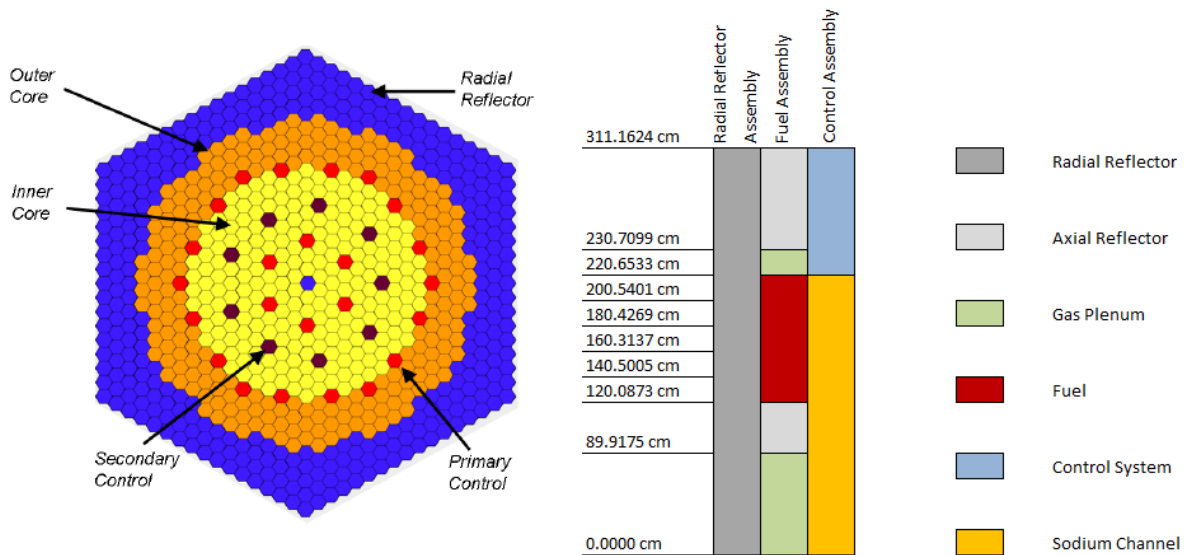 Outer
Core
Radial
Reflector
Inner
Core
Secondary
Control
Primary
Control
Radial Reflector
Assembly
Fuel Assembly
Control Assembly
311.1624 cm
230.7099 cm
220.6533 cm
200.5401 cm
180.4269 cm
160.3137 cm
140.5005 cm
120.0873 cm
89.9175 cm
0.0000 cm
Radial Reflector
Axial Reflector
Gas Plenum
Fuel
Control System
Sodium Channel